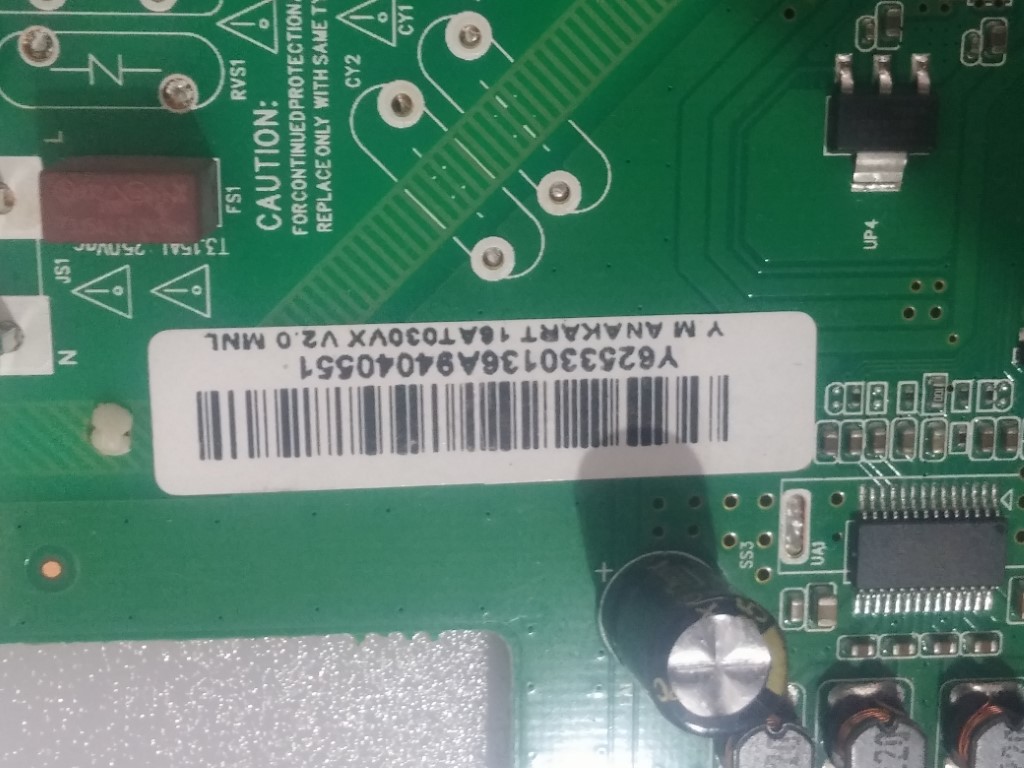 Y M ANAKART 16AT030VX V2.0 MNL
Y625330136A94040551
CAUTION:
FOR CONTINUED PROTECTION
REPLACE ONLY WITH SAME TY
RVS1
CY1
CY2
L
FS1
T3.15AL 250Vac
JS1
N
UP4
SS3
UA1
+